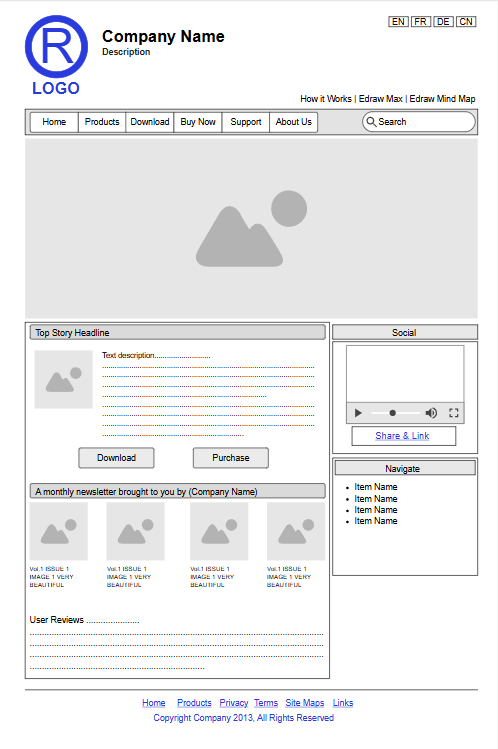 EN FR DE CN
R
LOGO
Company Name
Description
How it Works | Edraw Max | Edraw Mind Map
Home Products Download Buy Now Support About Us Search
Top Story Headline
Text description............................
Download Purchase
A monthly newsletter brought to you by (Company Name)
Vol.1 ISSUE 1
IMAGE 1 VERY
BEAUTIFUL
Vol.1 ISSUE 1
IMAGE 1 VERY
BEAUTIFUL
Vol.1 ISSUE 1
IMAGE 1 VERY
BEAUTIFUL
Vol.1 ISSUE 1
IMAGE 1 VERY
BEAUTIFUL
User Reviews ......................
Social
Share & Link
Navigate
• Item Name
• Item Name
• Item Name
• Item Name
Home Products Privacy Terms Site Maps Links
Copyright Company 2013, All Rights Reserved